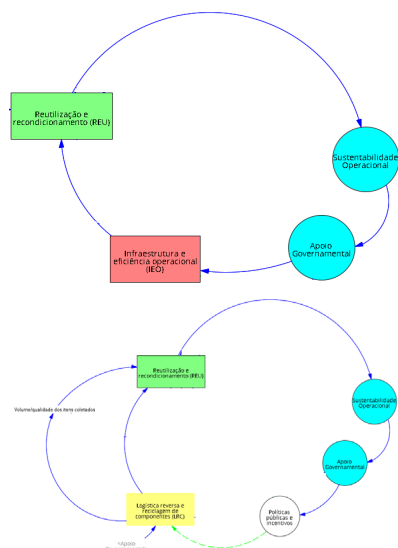 Reutilização e
recondicionamento (REU)
Sustentabilidade
Operacional
Apoio
Governamental
Infraestrutura e
eficiência operacional
(IEO)
Reutilização e
recondicionamento (REU)
Volume/qualidade dos itens coletados
Sustentabilidade
Operacional
Apoio
Governamental
Logística reversa e
reciclagem de
componentes (LRC)
Políticas
públicas e
incentivos
<Apoio